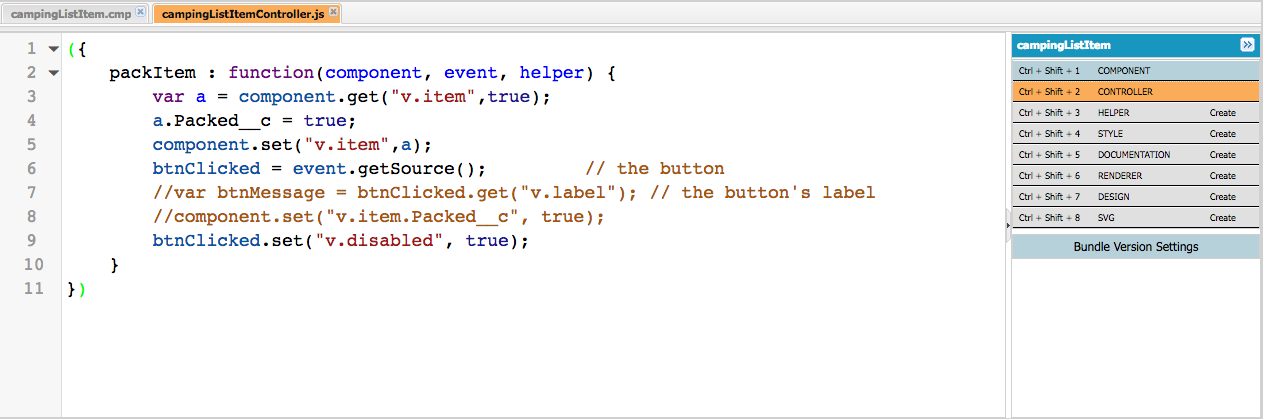 campingListItem.cmp campingListItemController.js
1 ({
2 packItem : function(component, event, helper) {
3 var a = component.get("v.item",true);
4 a.Packed__c = true;
5 component.set("v.item",a);
6 btnClicked = event.getSource(); // the button
7 //var btnMessage = btnClicked.get("v.label"); // the button's label
8 //component.set("v.item.Packed__c", true);
9 btnClicked.set("v.disabled", true);
10 }
11 })
campingListItem
Ctrl + Shift + 1 COMPONENT
Ctrl + Shift + 2 CONTROLLER
Ctrl + Shift + 3 HELPER Create
Ctrl + Shift + 4 STYLE Create
Ctrl + Shift + 5 DOCUMENTATION Create
Ctrl + Shift + 6 RENDERER Create
Ctrl + Shift + 7 DESIGN Create
Ctrl + Shift + 8 SVG Create
Bundle Version Settings